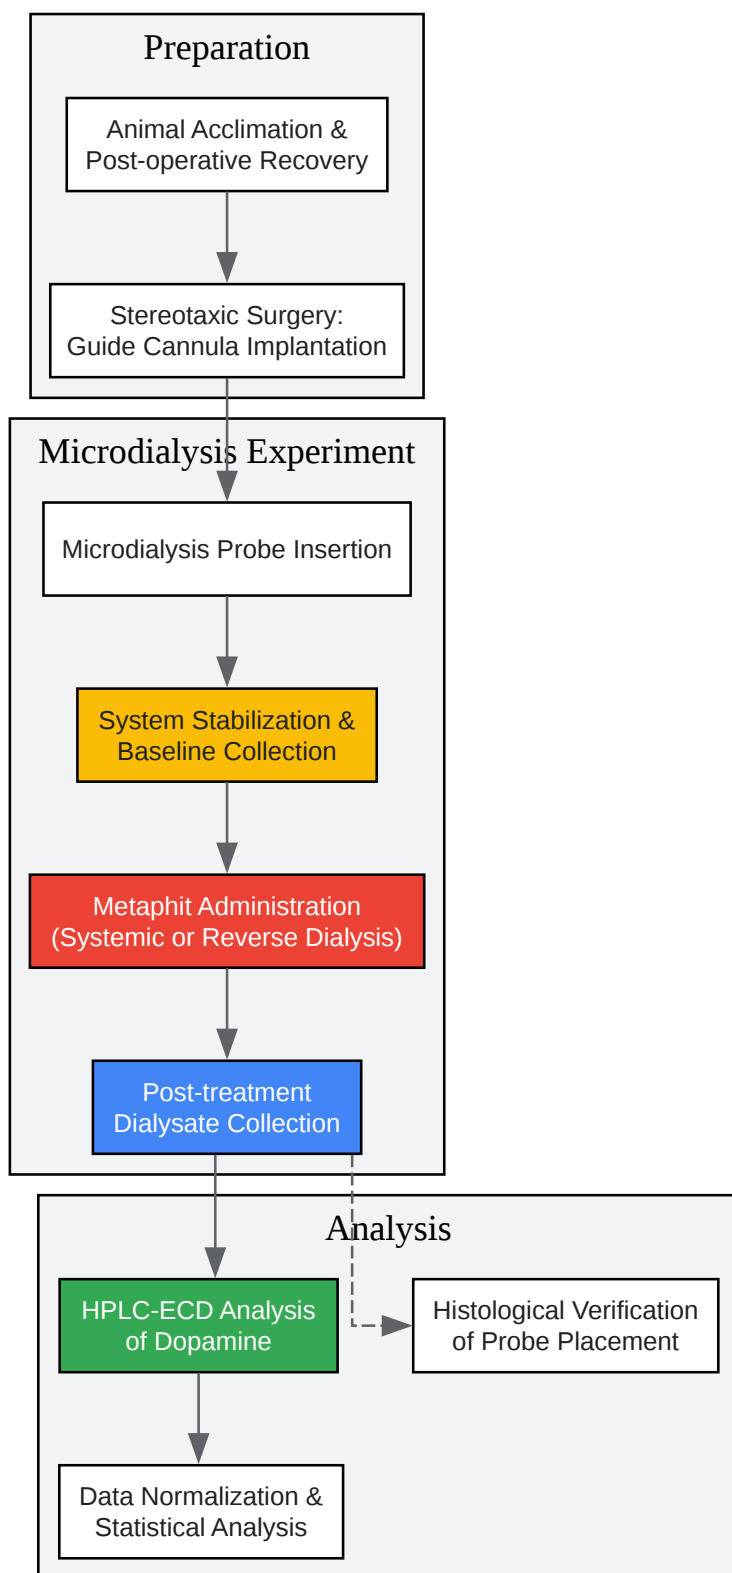 Preparation
Animal Acclimation &
Post-operative Recovery
Stereotaxic Surgery:
Guide Cannula Implantation
Microdialysis Experiment
Microdialysis Probe Insertion
System Stabilization &
Baseline Collection
Metaphit Administration
(Systemic or Reverse Dialysis)
Post-treatment
Dialysate Collection
Analysis
HPLC-ECD Analysis
of Dopamine
Histological Verification
of Probe Placement
Data Normalization &
Statistical Analysis